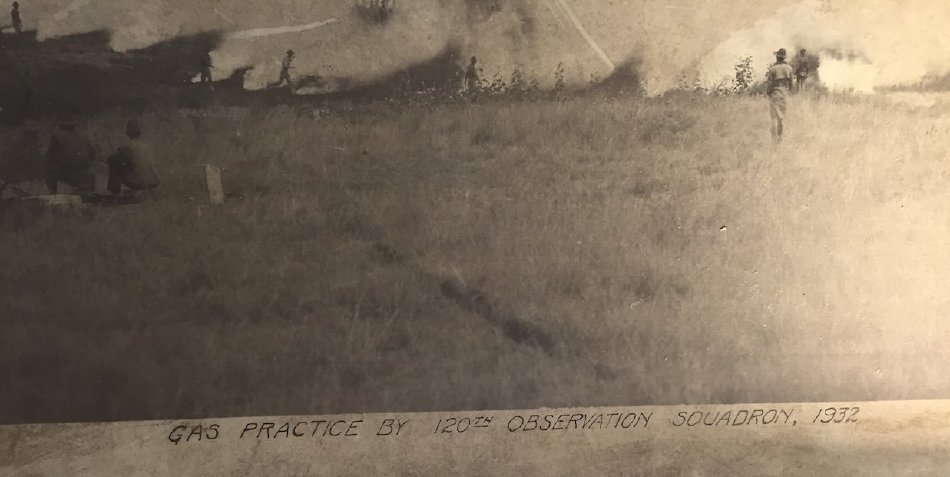 GAS PRACTICE BY 120TH OBSERVATION SQUADRON, 1932